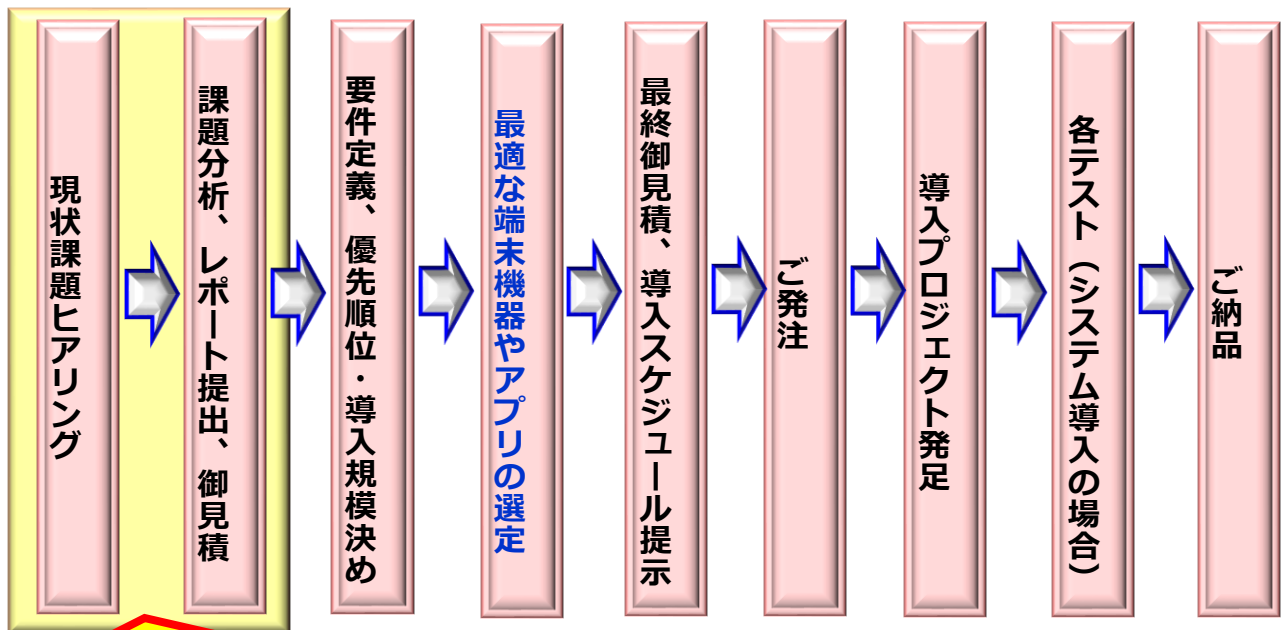 現状課題ヒアリング
課題分析、レポート提出、御見積
要件定義、優先順位・導入規模決め
最適な端末機器やアプリの選定
最終御見積、導入スケジュール提示
ご発注
導入プロジェクト発足
各テスト（システム導入の場合）
ご納品